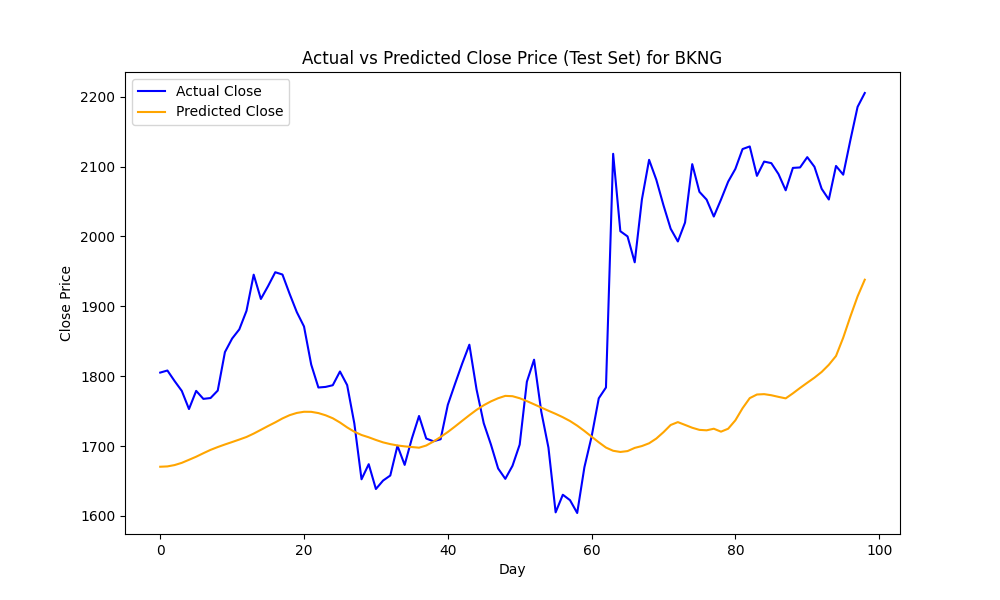 Actual vs Predicted Close Price (Test Set) for BKNG
Actual Close
Predicted Close
Close Price
2200
2100
2000
1900
1800
1700
1600
0 20 40 60 80 100
Day